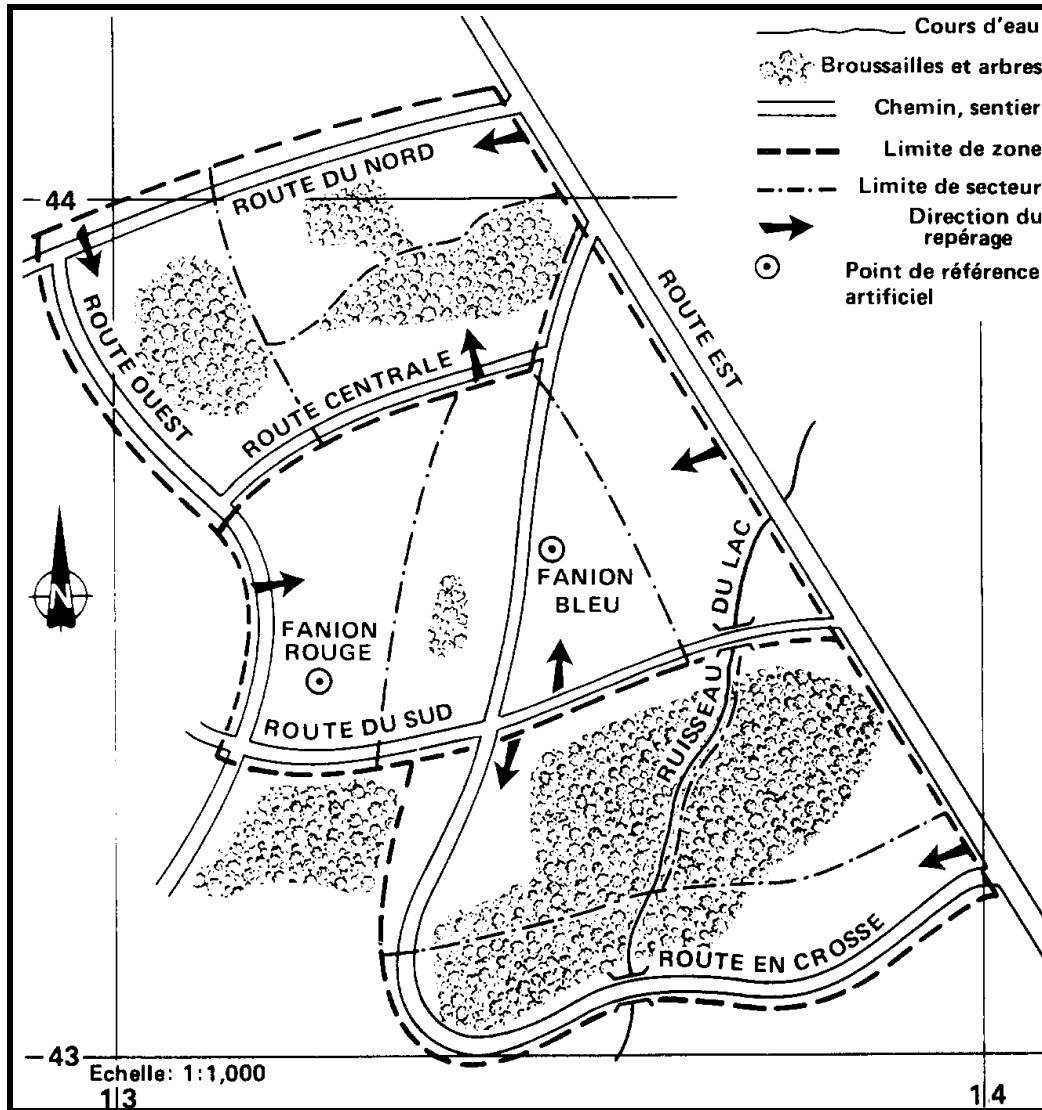 Cours d'eau
Broussailles et arbres
Chemin, sentier
Limite de zone
Limite de secteur
Direction du
repérage
Point de référence
artificiel
ROUTE DU NORD
44
ROUTE OUEST
ROUTE CENTRALE
ROUTE EST
N
FANION
BLEU
DU LAC
FANION
ROUGE
ROUTE DU SUD
RUISSEAU
ROUTE EN CROSSE
43
Echelle: 1:1,000
13
14